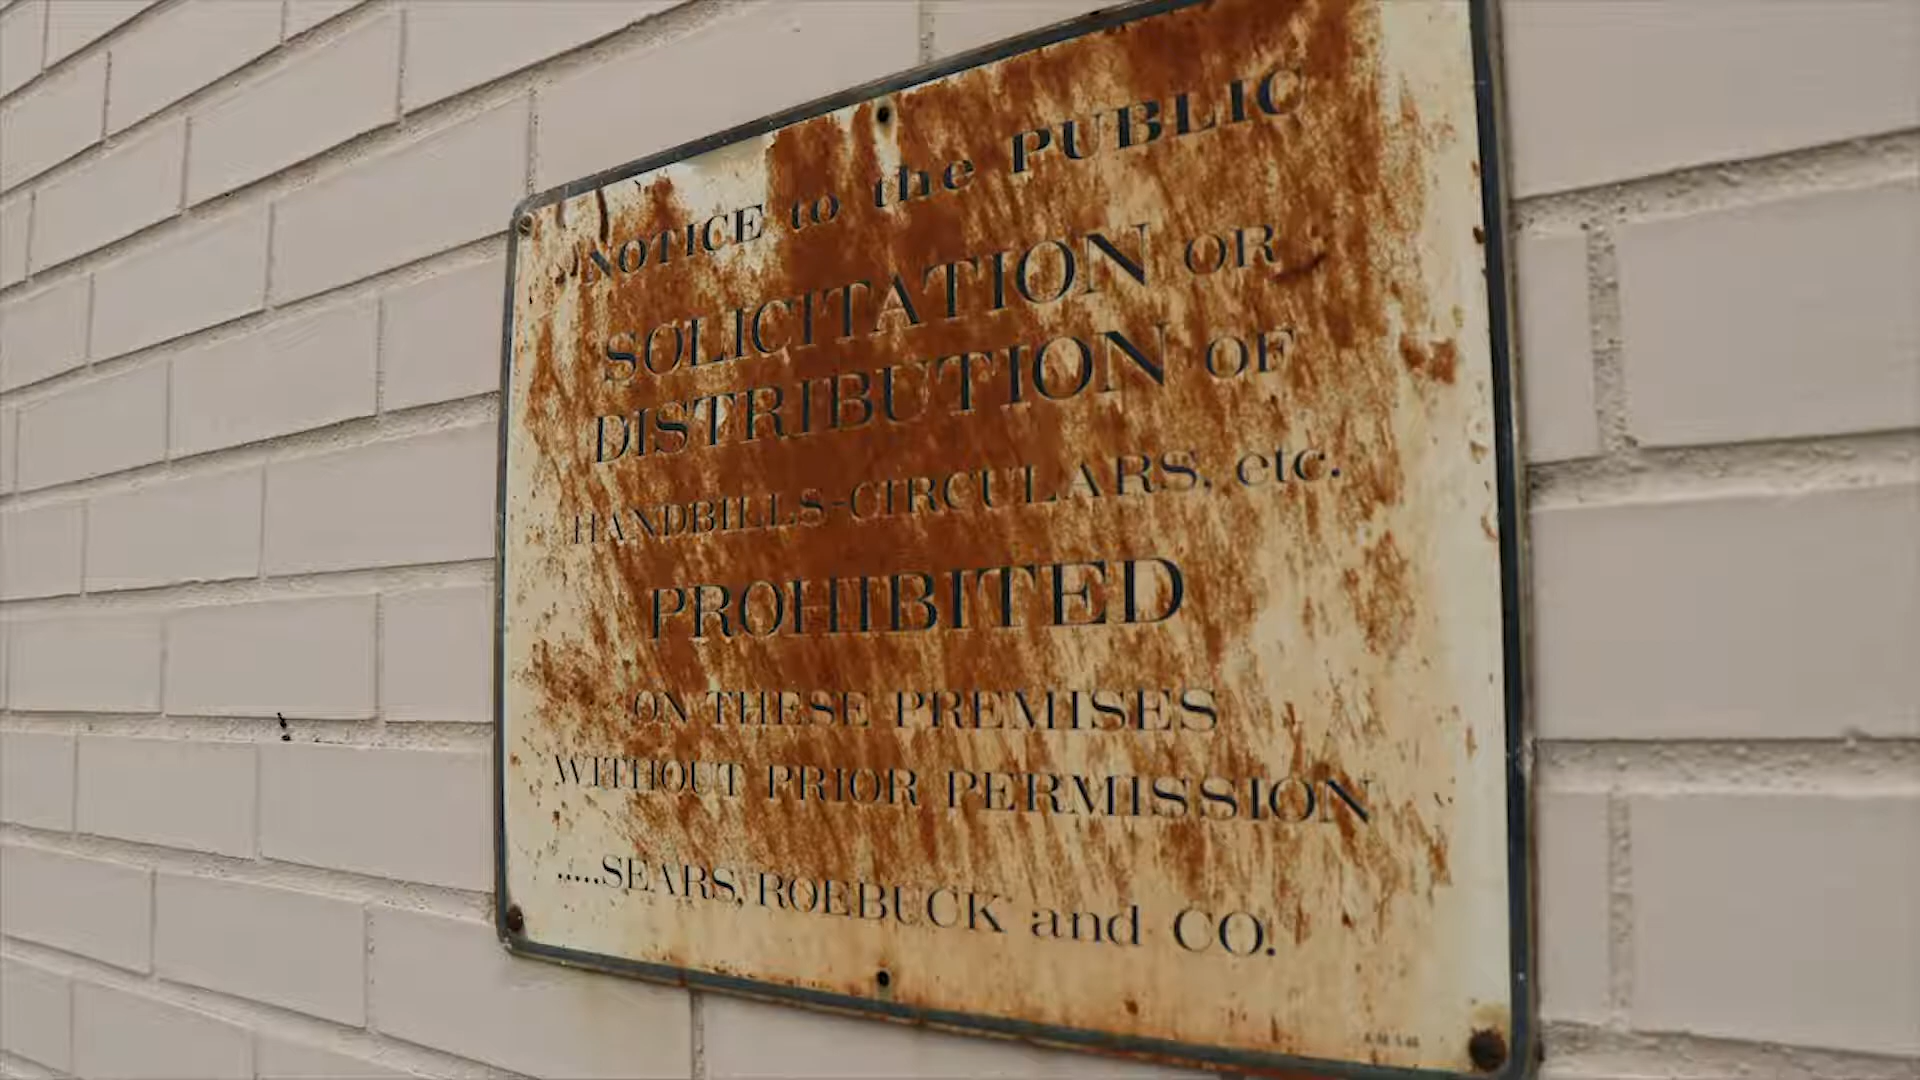 NOTICE to the PUBLIC
SOLICITATION OR
DISTRIBUTION OF
HANDBILLS-CIRCULARS, etc.
PROHIBITED
ON THESE PREMISES
WITHOUT PRIOR PERMISSION
.....SEARS, ROEBUCK and CO.